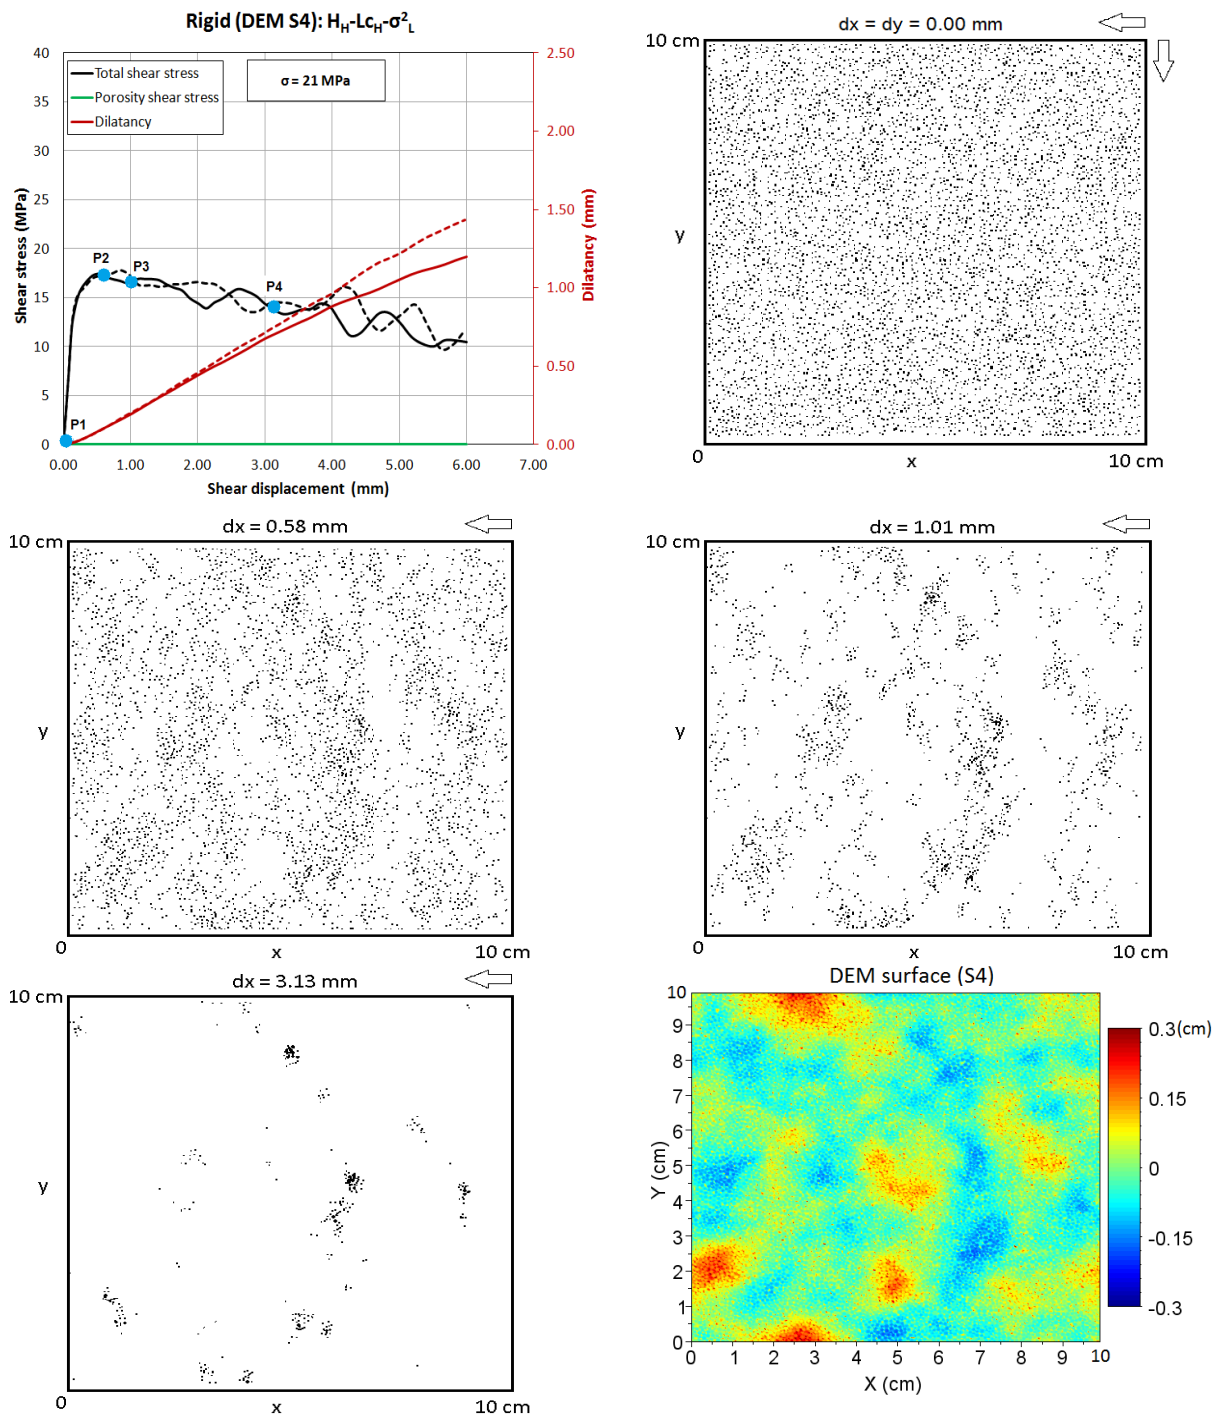 Rigid (DEM S4): H_H-Lc_H-σ²_L
40
35
30
25
20
15
10
5
0
Shear stress (MPa)
Total shear stress
Porosity shear stress
Dilatancy
σ = 21 MPa
P1
P2
P3
P4
2.50
2.00
1.50
1.00
0.50
0.00
Dilatancy (mm)
0.00 1.00 2.00 3.00 4.00 5.00 6.00 7.00
Shear displacement (mm)
dx = dy = 0.00 mm
10 cm
y
0
x
10 cm
dx = 0.58 mm
10 cm
y
0
x
10 cm
dx = 1.01 mm
10 cm
y
0
x
10 cm
dx = 3.13 mm
10 cm
y
0
x
10 cm
DEM surface (S4)
10
9
8
7
6
5
4
3
2
1
0
Y (cm)
0 1 2 3 4 5 6 7 8 9 10
X (cm)
0.3(cm)
0.15
0
-0.15
-0.3